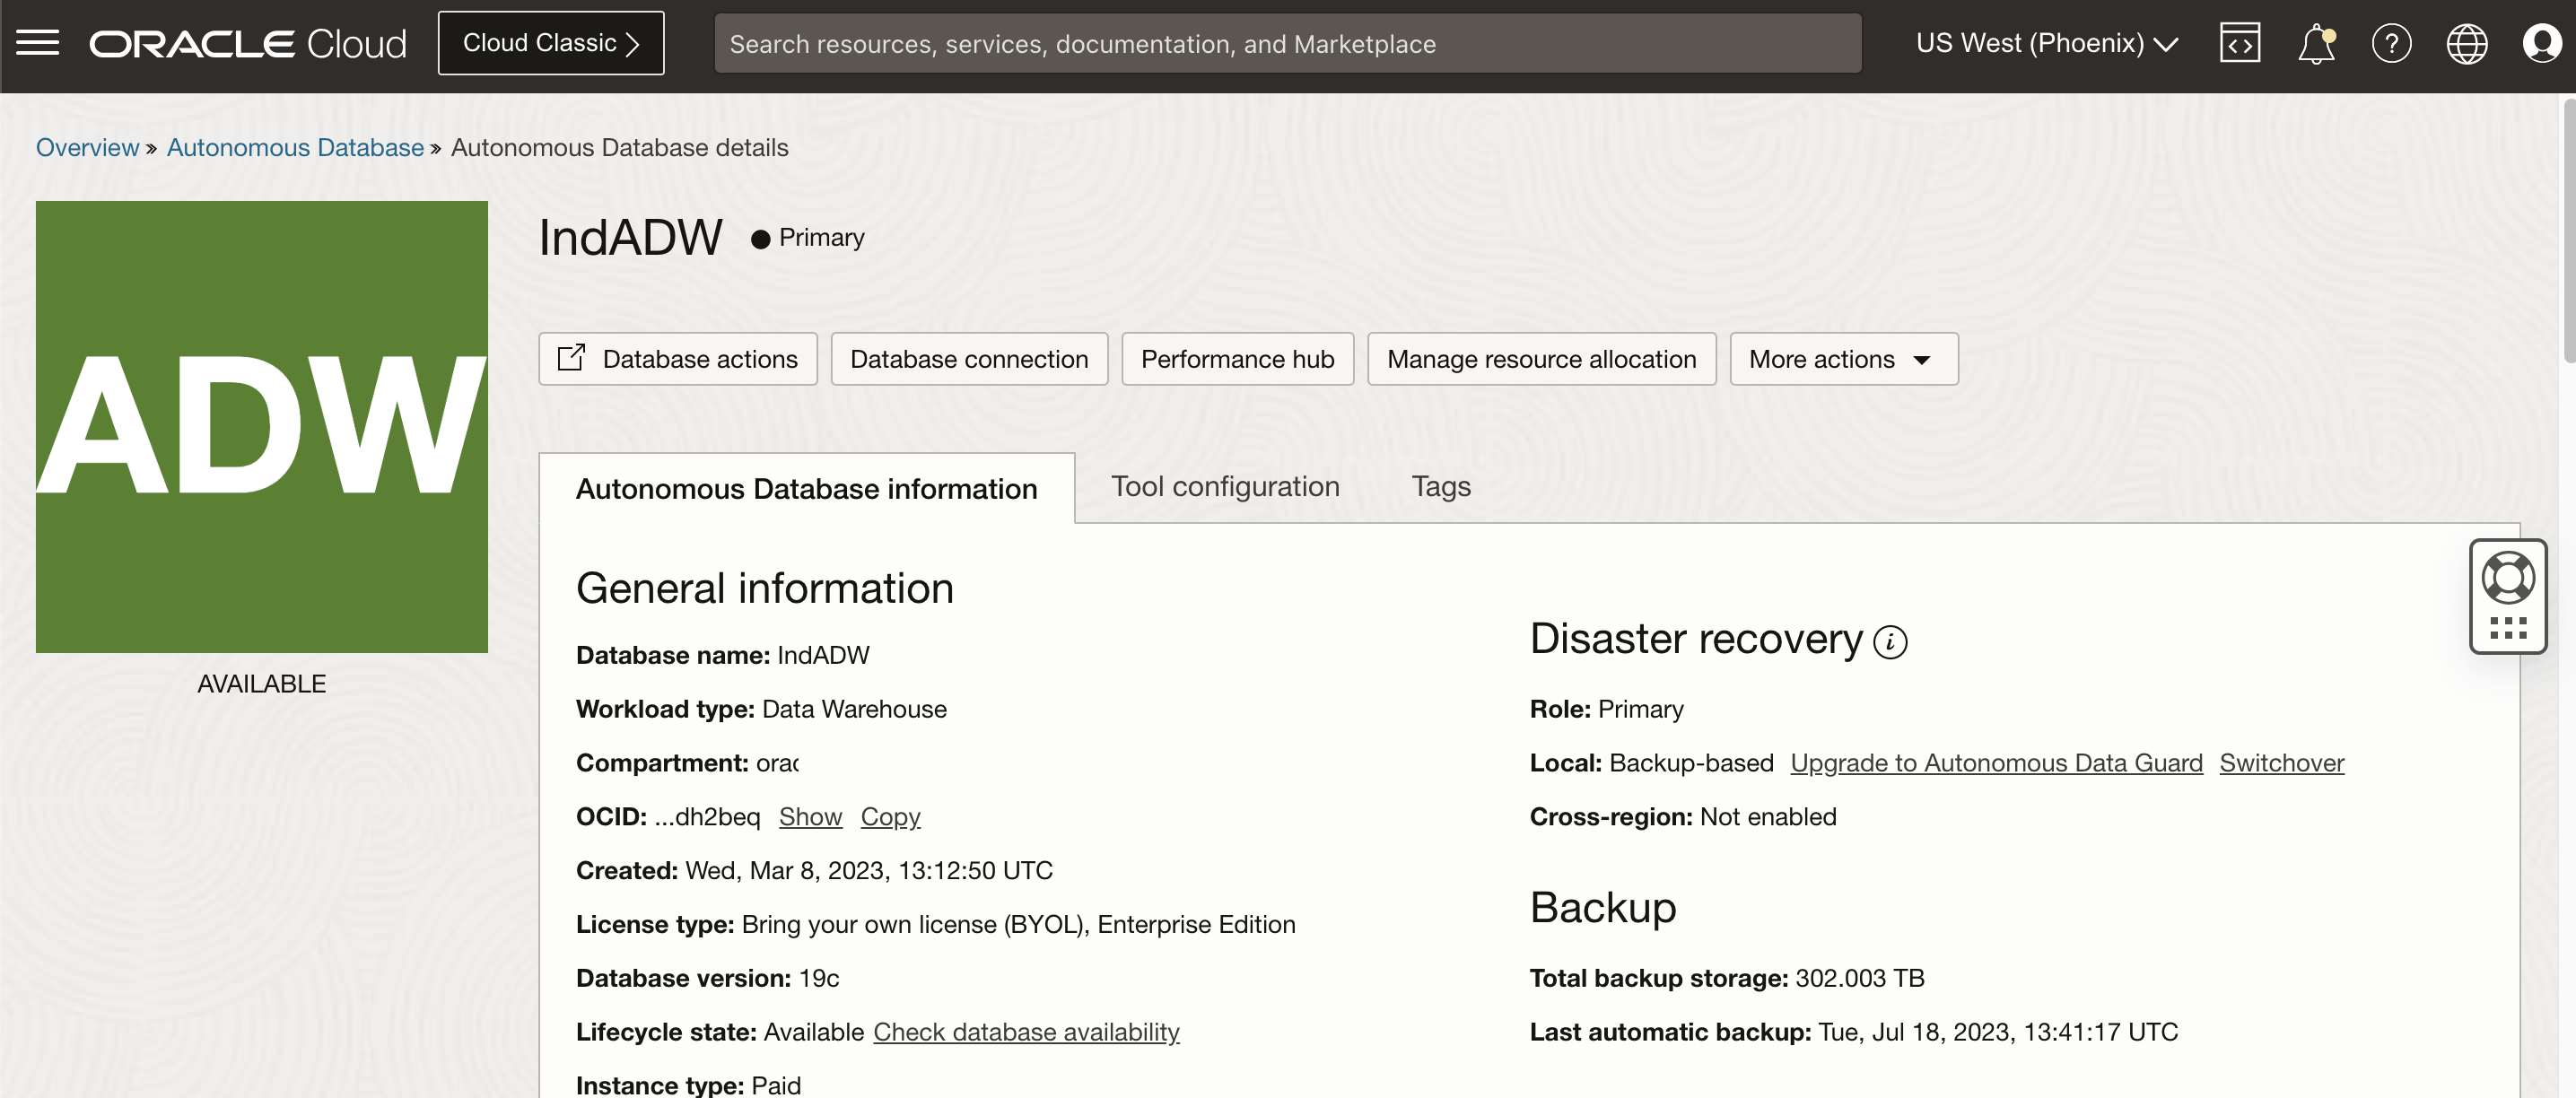 ORACLE Cloud
Cloud Classic
Search resources, services, documentation, and Marketplace
US West (Phoenix)
Overview » Autonomous Database » Autonomous Database details
ADW
AVAILABLE
IndADW Primary
Database actions
Database connection
Performance hub
Manage resource allocation
More actions
Autonomous Database information
Tool configuration
Tags
General information
Database name: IndADW
Workload type: Data Warehouse
Compartment: orac
OCID: ...dh2beq Show Copy
Created: Wed, Mar 8, 2023, 13:12:50 UTC
License type: Bring your own license (BYOL), Enterprise Edition
Database version: 19c
Lifecycle state: Available Check database availability
Instance type: Paid
Disaster recovery i
Role: Primary
Local: Backup-based Upgrade to Autonomous Data Guard Switchover
Cross-region: Not enabled
Backup
Total backup storage: 302.003 TB
Last automatic backup: Tue, Jul 18, 2023, 13:41:17 UTC